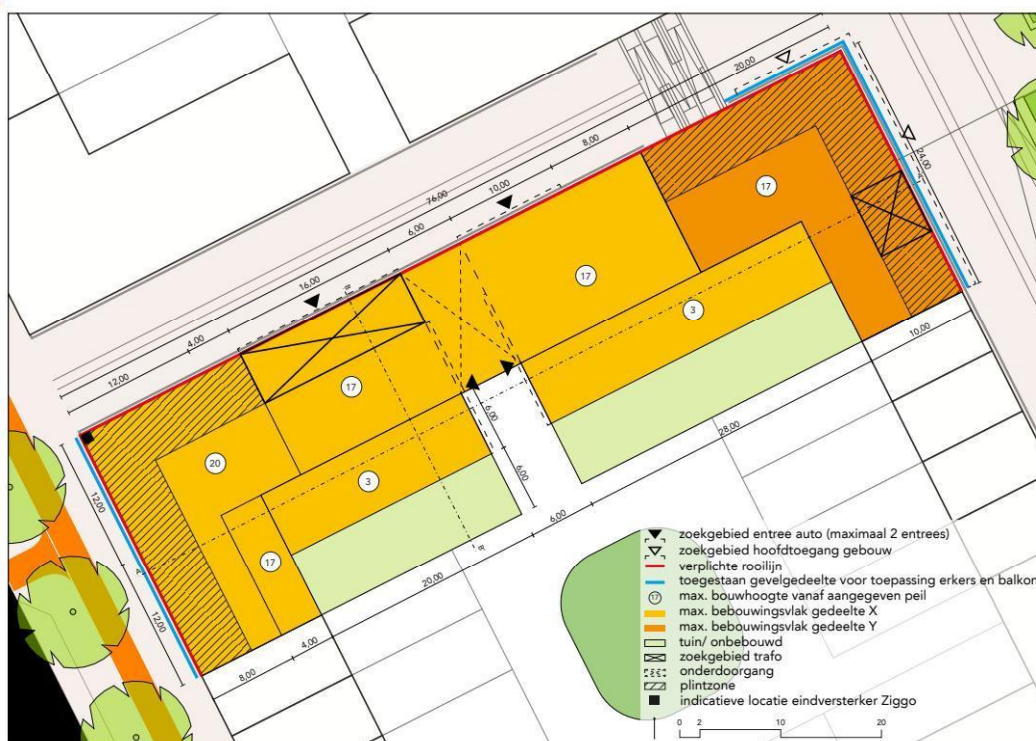 20,00
8,00
10,00
76,00
6,00
16,00
4,00
12,00
24,00
17
17
17
3
20
3
17
12,00
12,00
6,00
6,00
10,00
28,00
6,00
20,00
4,00
8,00
zoekgebied entree auto (maximaal 2 entrees)
zoekgebied hoofdtoegang gebouw
verplichte rooilijn
toegestaan gevelgedeelte voor toepassing erkers en balkon
17 max. bouwhoogte vanaf aangegeven peil
max. bebouwingsvlak gedeelte X
max. bebouwingsvlak gedeelte Y
tuin/ onbebouwd
zoekgebied trafo
onderdoorgang
plintzone
indicatieve locatie eindversterker Ziggo
0 2 10 20